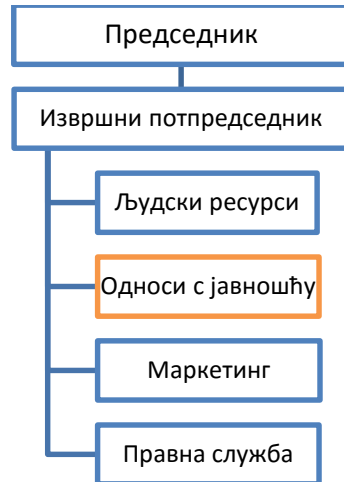 Председник
Извршни потпредседник
Људски ресурси
Односи с јавношћу
Маркетинг
Правна служба